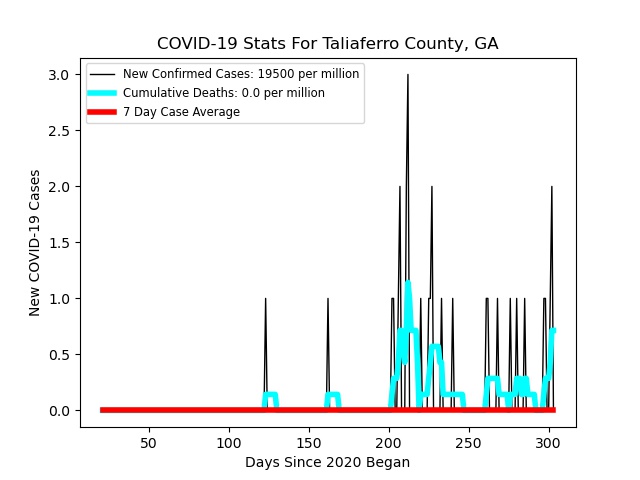 COVID-19 Stats For Taliaferro County, GA
New Confirmed Cases: 19500 per million
Cumulative Deaths: 0.0 per million
7 Day Case Average
New COVID-19 Cases
3.0
2.5
2.0
1.5
1.0
0.5
0.0
50 100 150 200 250 300
Days Since 2020 Began